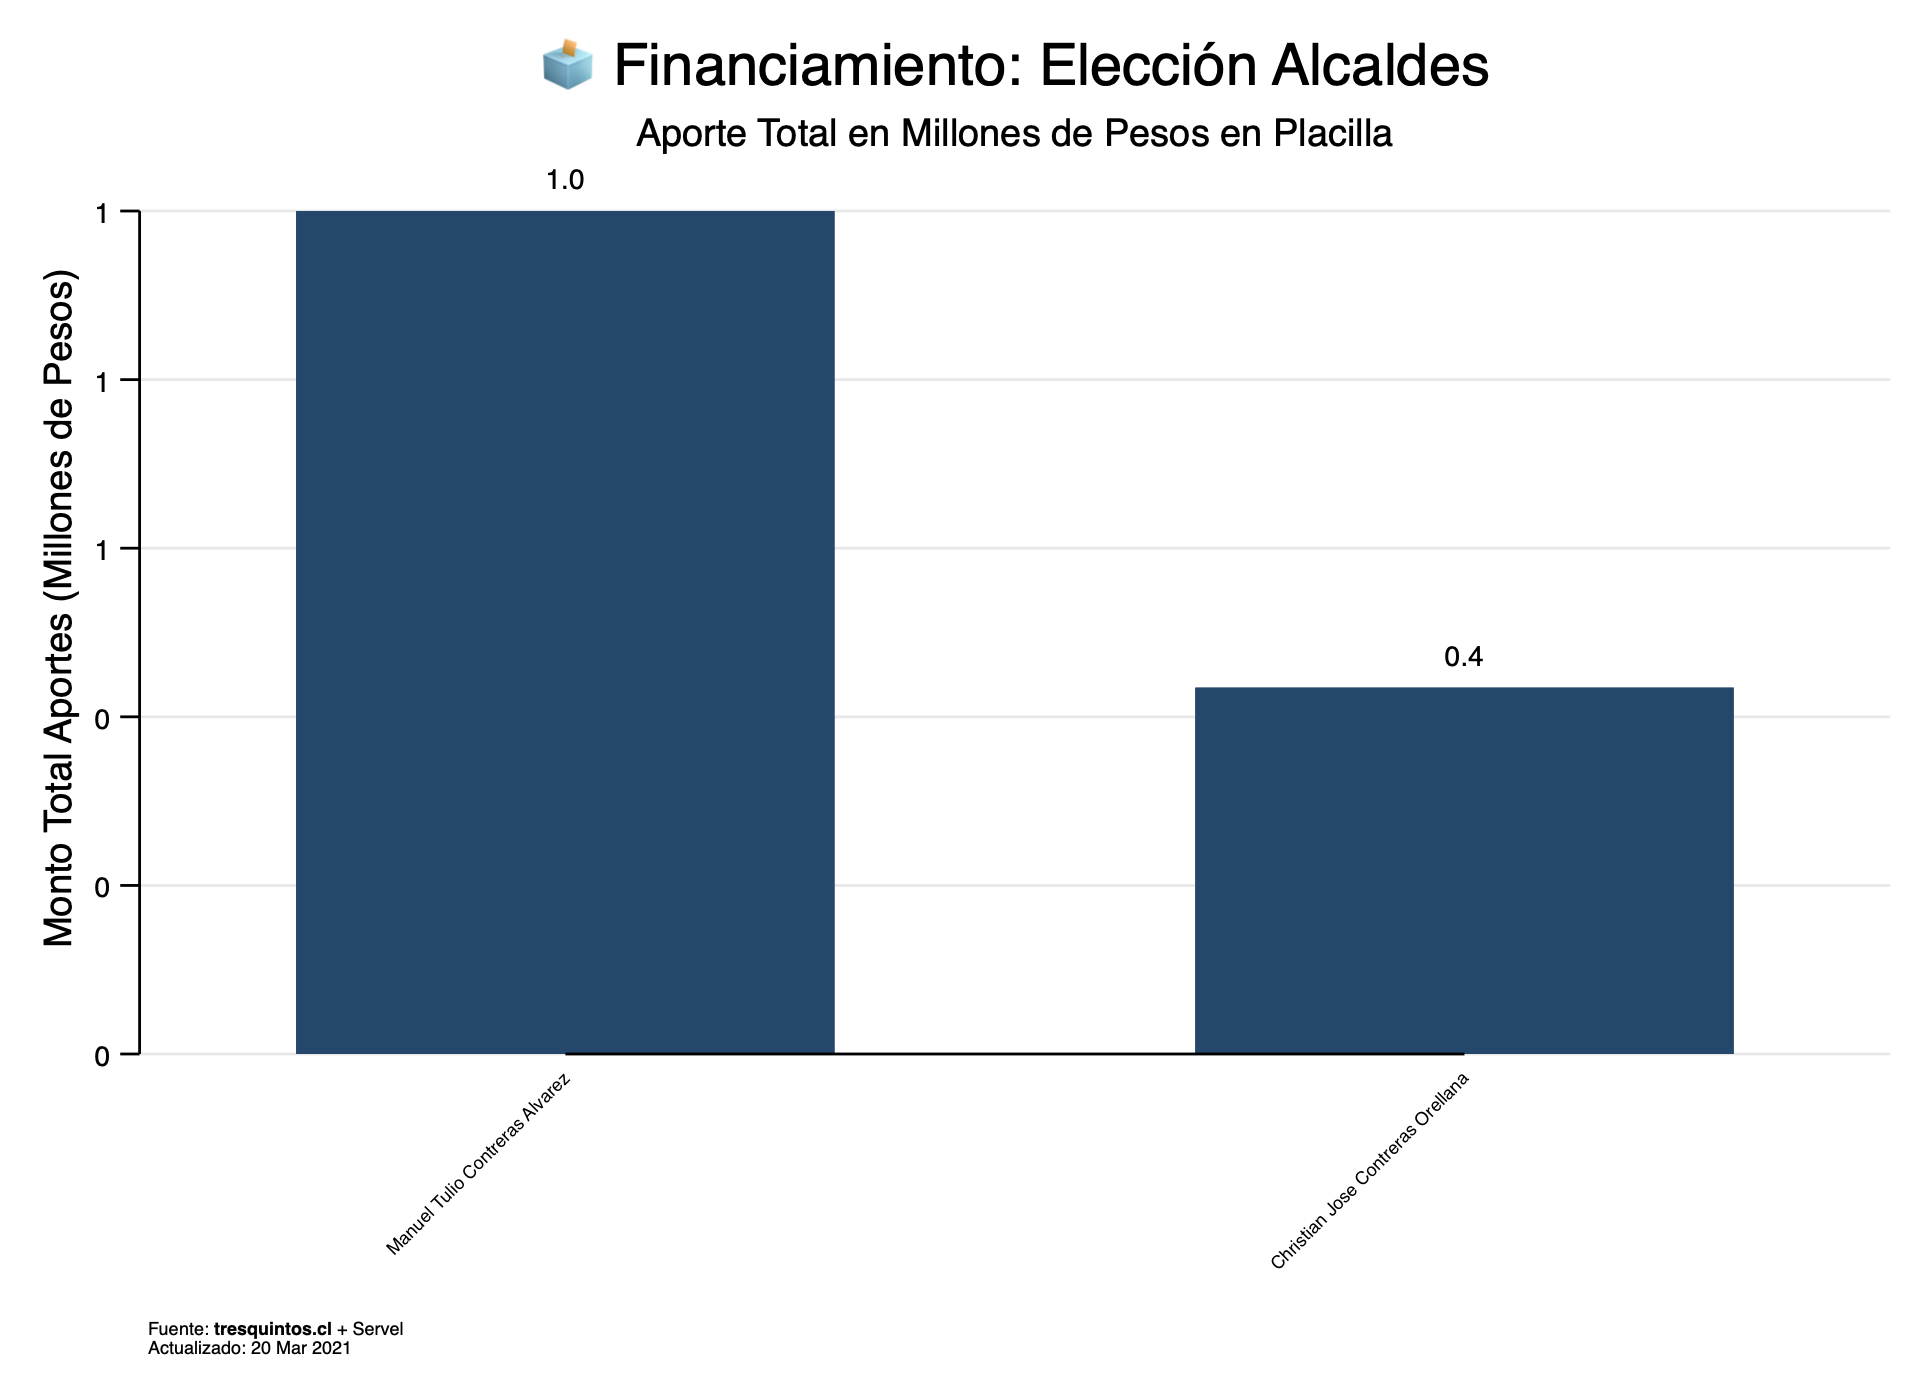 Financiamiento: Elección Alcaldes
Aporte Total en Millones de Pesos en Placilla
Monto Total Aportes (Millones de Pesos)
1
1
1
0
0
0
1.0
0.4
Manuel Tulio Contreras Alvarez
Christian Jose Contreras Orellana
Fuente: tresquintos.cl + Servel
Actualizado: 20 Mar 2021